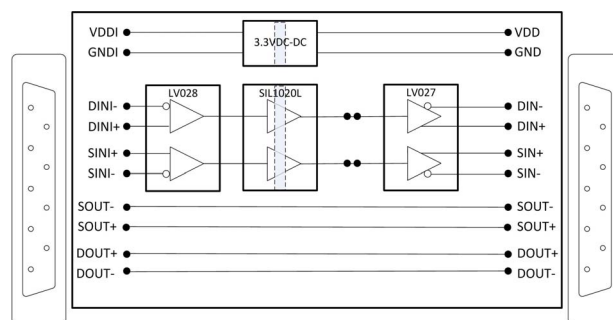 VDDI 3.3VDC-DC VDD
GNDI GND
LV028 SIL1020L LV027
DINI- DIN-
DINI+ DIN+
SINI+ SIN+
SINI- SIN-
SOUT- SOUT-
SOUT+ SOUT+
DOUT+ DOUT+
DOUT- DOUT-